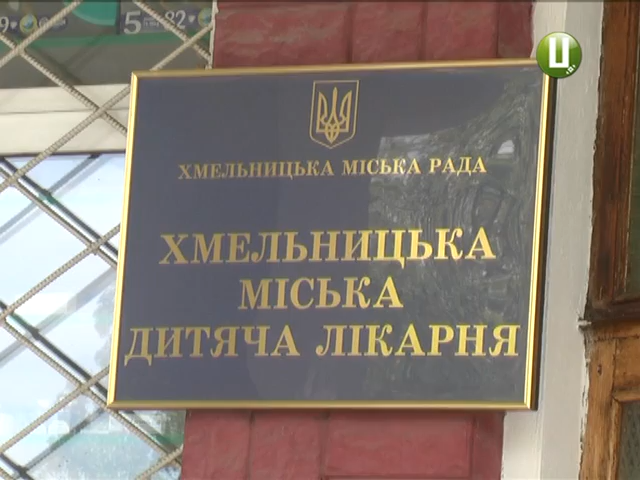 ХМЕЛЬНИЦЬКА МІСЬКА РАДА
ХМЕЛЬНИЦЬКА
МІСЬКА
ДИТЯЧА ЛІКАРНЯ
Ц